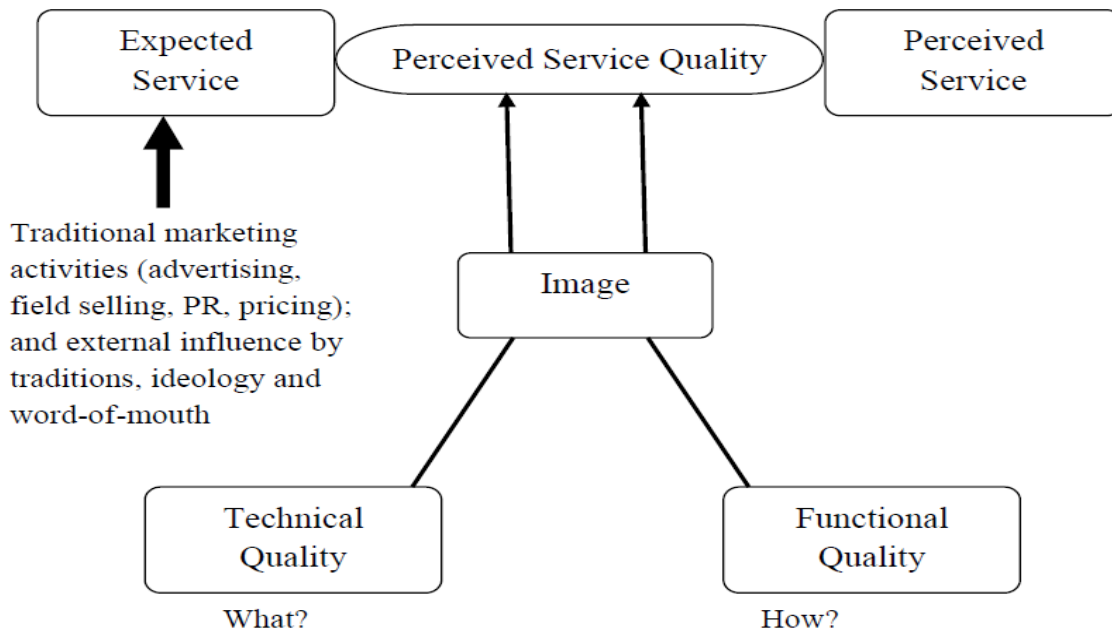 Expected
Service
Perceived Service Quality
Perceived
Service
Traditional marketing
activities (advertising,
field selling, PR, pricing);
and external influence by
traditions, ideology and
word-of-mouth
Image
Technical
Quality
Functional
Quality
What?
How?